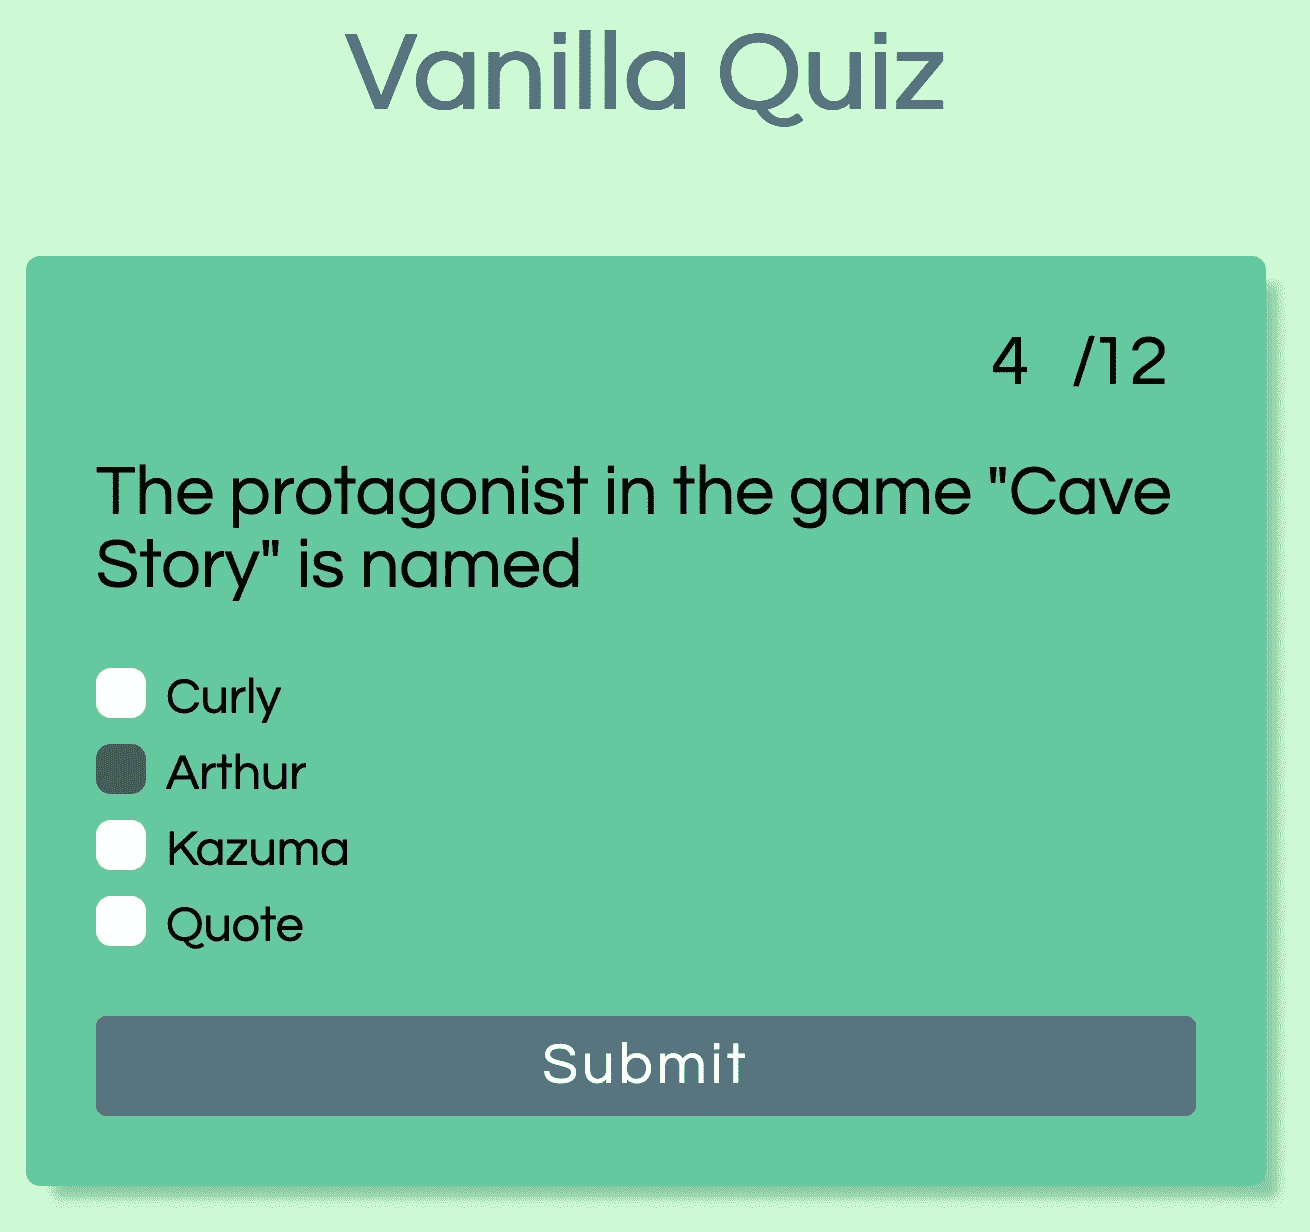 Vanilla Quiz
4 /12
The protagonist in the game "Cave
Story" is named
Curly
Arthur
Kazuma
Quote
Submit